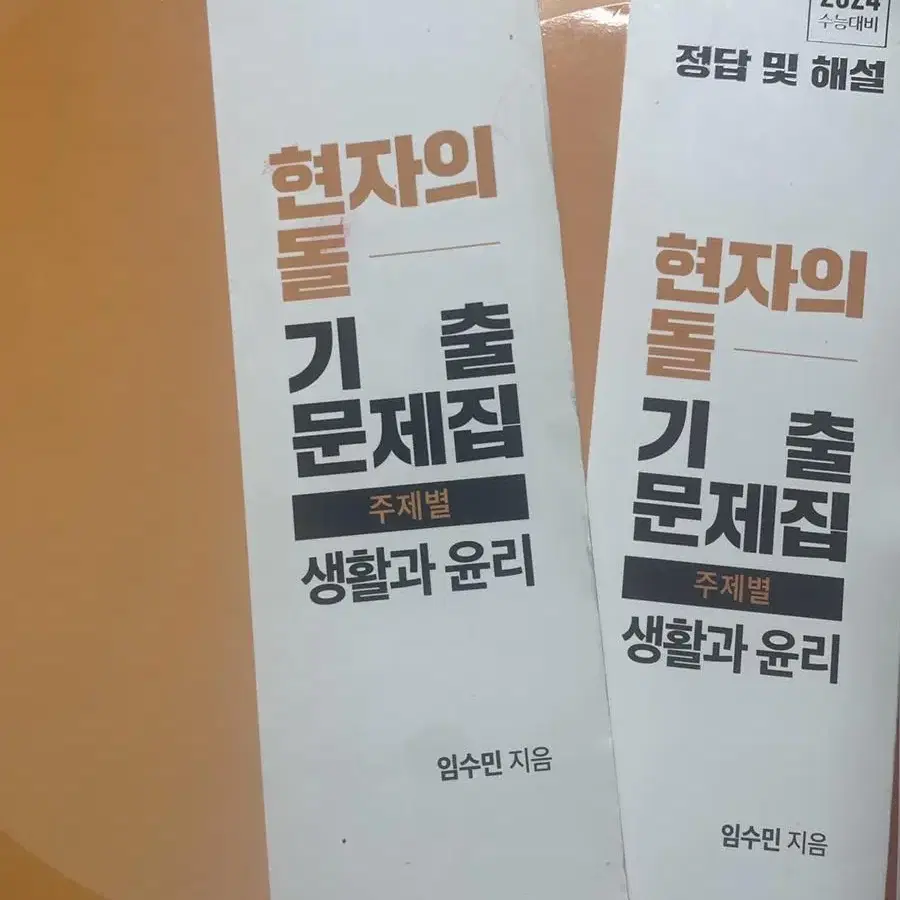 현자의
돌
기출
문제집
주제별
생활과 윤리
임수민 지음
2024
수능대비
정답 및 해설
현자의
돌
기출
문제집
주제별
생활과 윤리
임수민 지음